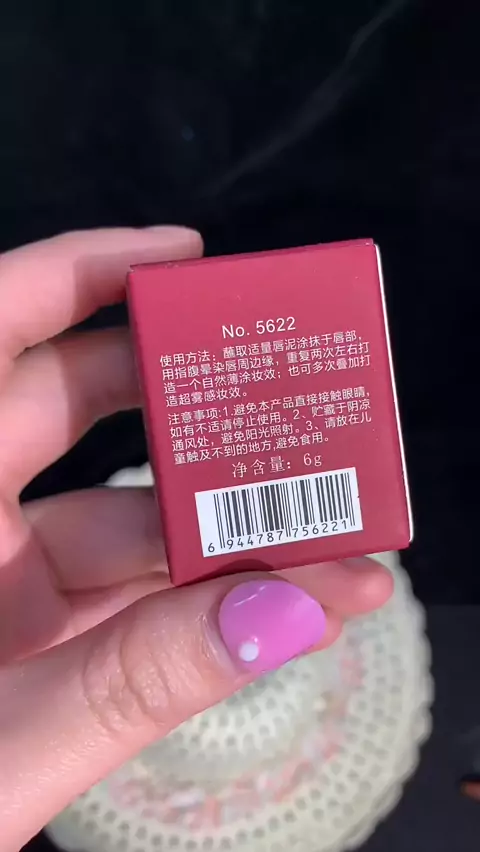 No. 5622
使用方法：蘸取适量唇泥涂抹于唇部，
用指腹晕染唇周边缘，重复两次左右打
造一个自然薄涂妆效；也可多次叠加打
造超雾感妆效。
注意事项:1.避免本产品直接接触眼睛，
如有不适请停止使用。2、贮藏于阴凉
通风处，避免阳光照射。3、请放在儿
童触及不到的地方,避免食用。
净含量：6g
6 944787 756221